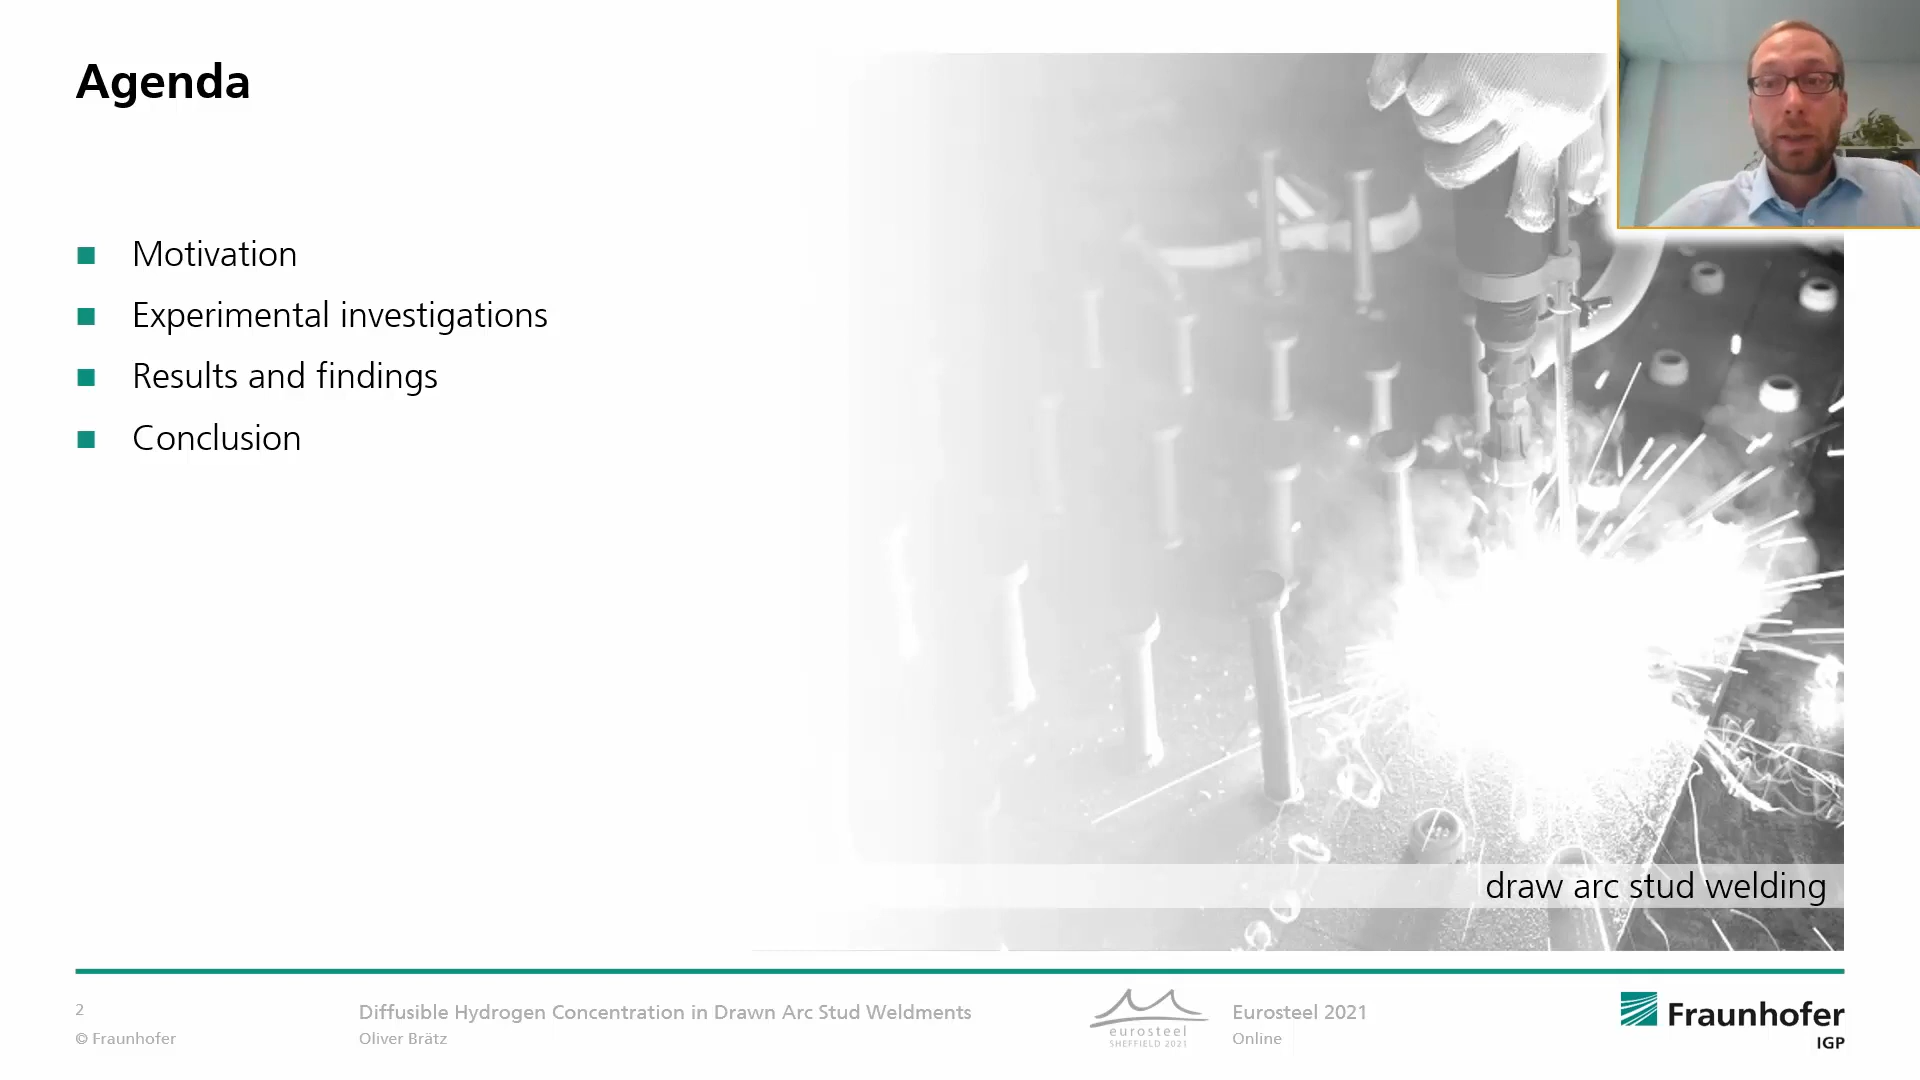 Agenda
Motivation
Experimental investigations
Results and findings
Conclusion
draw arc stud welding
2
© Fraunhofer
Diffusible Hydrogen Concentration in Drawn Arc Stud Weldments
Oliver Brätz
eurosteel
SHEFFIELD 2021
Eurosteel 2021
Online
Fraunhofer
IGP